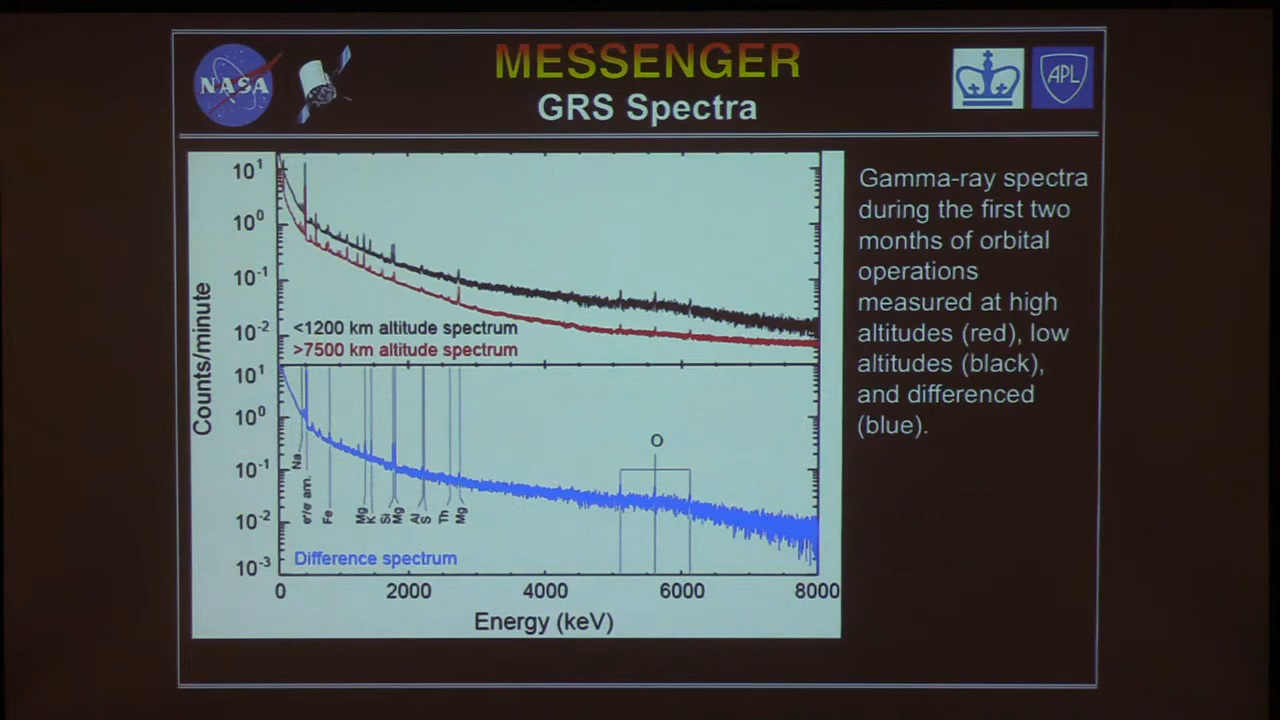 NASA
MESSENGER
GRS Spectra
APL
Counts/minute
10¹
10⁰
10⁻¹
10⁻²
<1200 km altitude spectrum
>7500 km altitude spectrum
10¹
10⁰
10⁻¹
10⁻²
10⁻³
Na
e⁺/e⁻ ann.
Fe
Mg
K
Si
Mg
Al
S
Th
Mg
O
Difference spectrum
0
2000
4000
6000
8000
Energy (keV)
Gamma-ray spectra
during the first two
months of orbital
operations
measured at high
altitudes (red), low
altitudes (black),
and differenced
(blue).